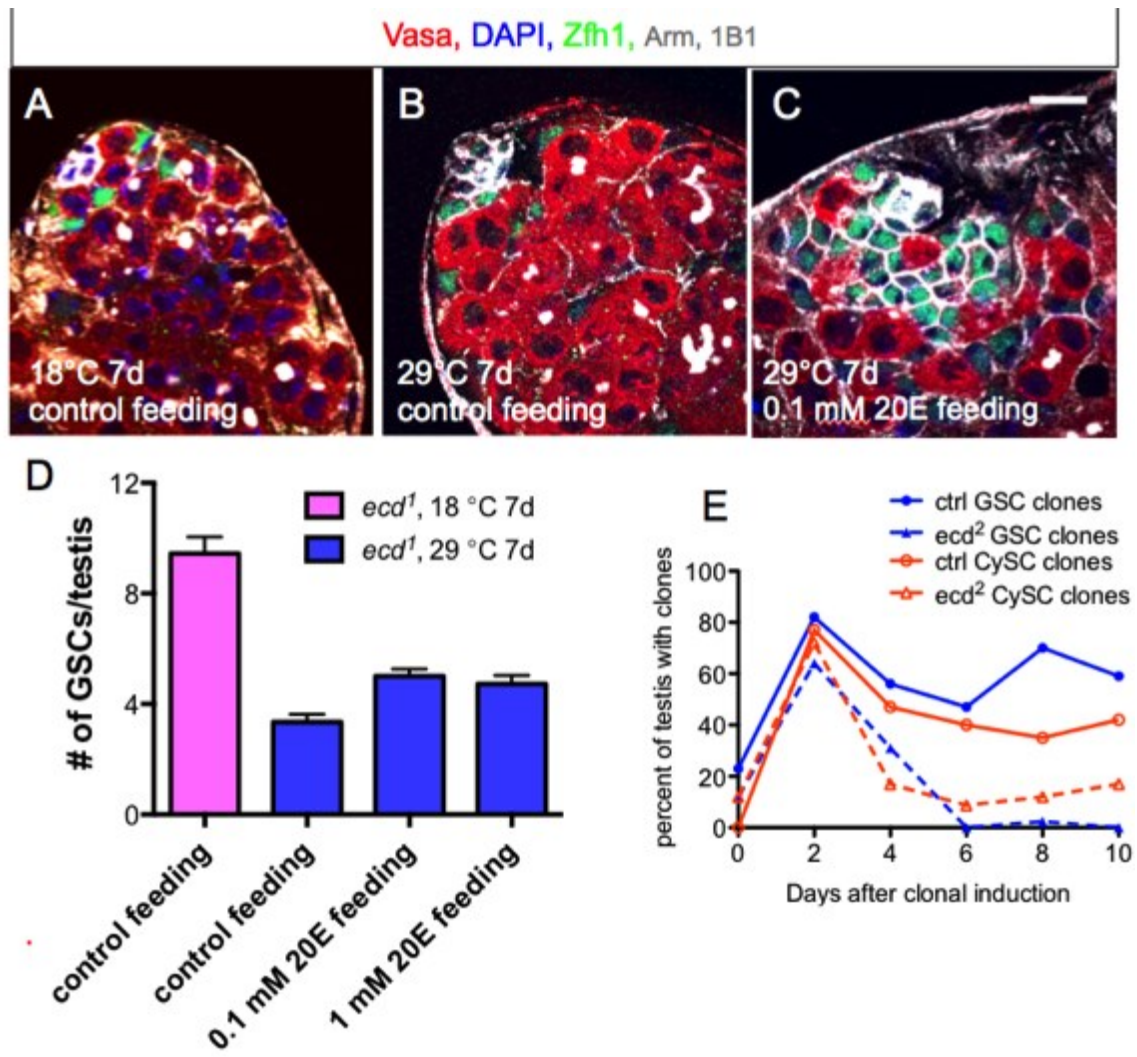 Vasa, DAPI, Zfh1, Arm, 1B1
A
18°C 7d
control feeding
B
29°C 7d
control feeding
C
29°C 7d
0.1 mM 20E feeding
D
# of GSCs/testis
12
8
4
0
ecd¹, 18 °C 7d
ecd¹, 29 °C 7d
control feeding
control feeding
0.1 mM 20E feeding
1 mM 20E feeding
E
ctrl GSC clones
ecd² GSC clones
ctrl CySC clones
ecd² CySC clones
percent of testis with clones
100
80
60
40
20
0
0 2 4 6 8 10
Days after clonal induction